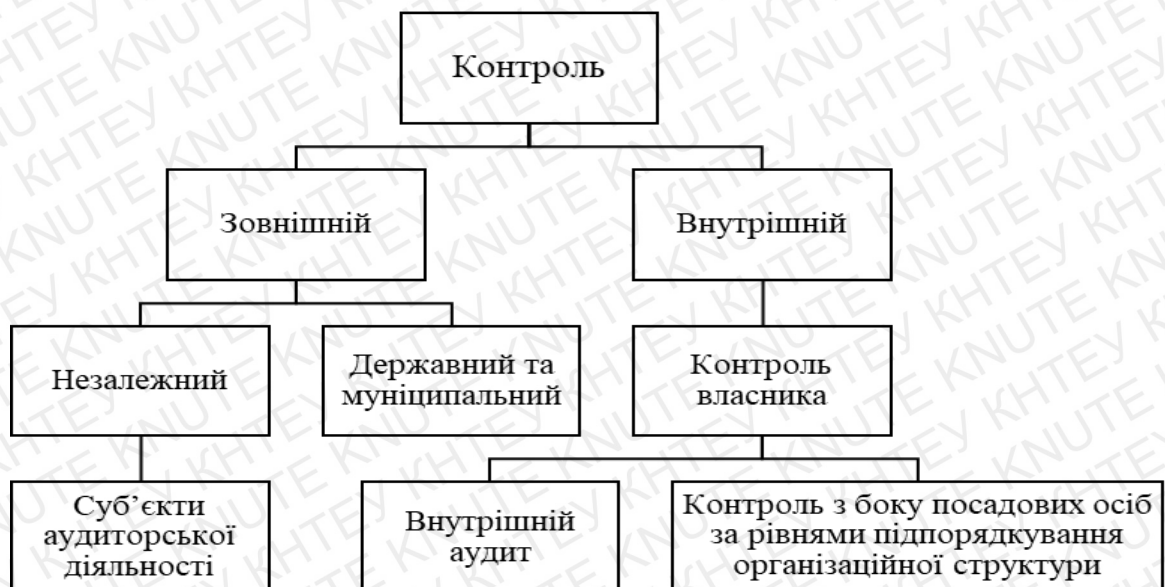 Контроль
Зовнішній
Внутрішній
Незалежний
Державний та
муніципальний
Контроль
власника
Суб’єкти
аудиторської
діяльності
Внутрішній
аудит
Контроль з боку посадових осіб
за рівнями підпорядкування
організаційної структури